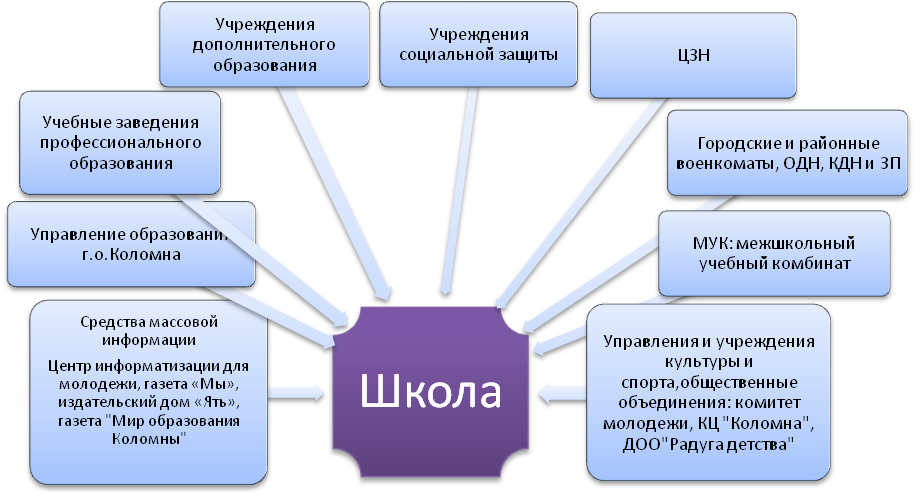 Учреждения
дополнительного
образования
Учреждения
социальной защиты
ЦЗН
Учебные заведения
профессионального
образования
Городские и районные
военкоматы, ОДН, КДН и ЗП
Управление образования
г.о.Коломна
МУК: межшкольный
учебный комбинат
Средства массовой
информации
Центр информатизации для
молодежи, газета «Мы»,
издательский дом «Ять»,
газета "Мир образования
Коломны"
Школа
Управления и учреждения
культуры и
спорта,общественные
объединения: комитет
молодежи, КЦ "Коломна",
ДОО"Радуга детства"